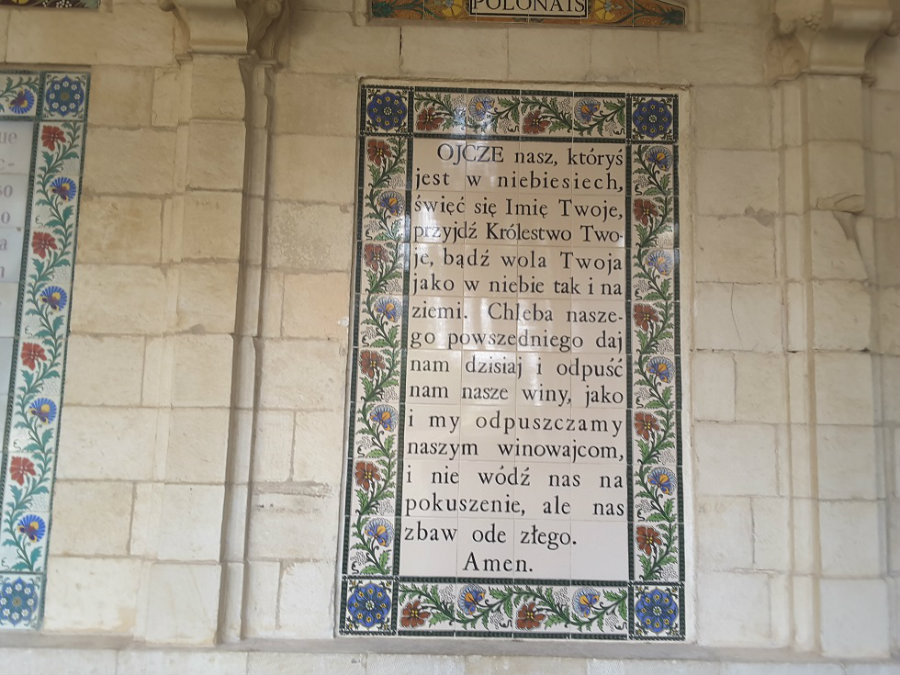 POLONAIS
OJCZE nasz, któryś
jest w niebiesiech,
święć się Imię Twoje,
przyjdź Królestwo Two-
je, bądź wola Twoja
jako w niebie tak i na
ziemi. Chleba nasze-
go powszedniego daj
nam dzisiaj i odpuść
nam nasze winy, jako
i my odpuszczamy
naszym winowajcom,
i nie wódź nas na
pokuszenie, ale nas
zbaw ode złego.
Amen.